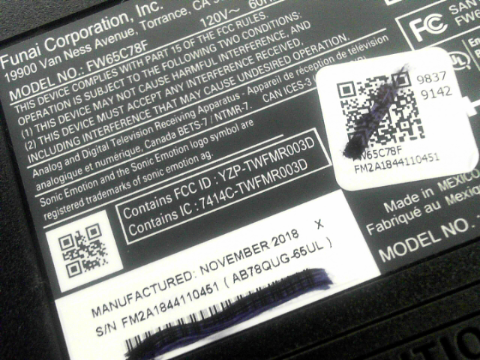 Funai Corporation, Inc.
19900 Van Ness Avenue, Torrance, CA
MODEL NO.: FW65C78F 120V~ 60H
THIS DEVICE COMPLIES WITH PART 15 OF THE FCC RULES.
OPERATION IS SUBJECT TO THE FOLLOWING TWO CONDITIONS:
(1) THIS DEVICE MAY NOT CAUSE HARMFUL INTERFERENCE, AND
(2) THIS DEVICE MUST ACCEPT ANY INTERFERENCE RECEIVED,
INCLUDING INTERFERENCE THAT MAY CAUSE UNDESIRED OPERATION.
CAN ICES-3
Analog and Digital Television Receiving Apparatus - Appareil de réception de télévision
analogique et numérique, Canada BETS-7 / NTMR-7.
Sonic Emotion and the Sonic Emotion logo symbol are
registered trademarks of sonic emotion ag.
Contains FCC ID : YZP-TWFMR003D
Contains IC : 7414C-TWFMR003D
FC
SAN
FW6
9837
9142
FW65C78F
FM2A1844110451
Made in MEXICO
Fabriqué au Mexi
MODEL NO.
MANUFACTURED: NOVEMBER 2018 X
S/N FM2A1844110451 ( AB78QUG-65UL )